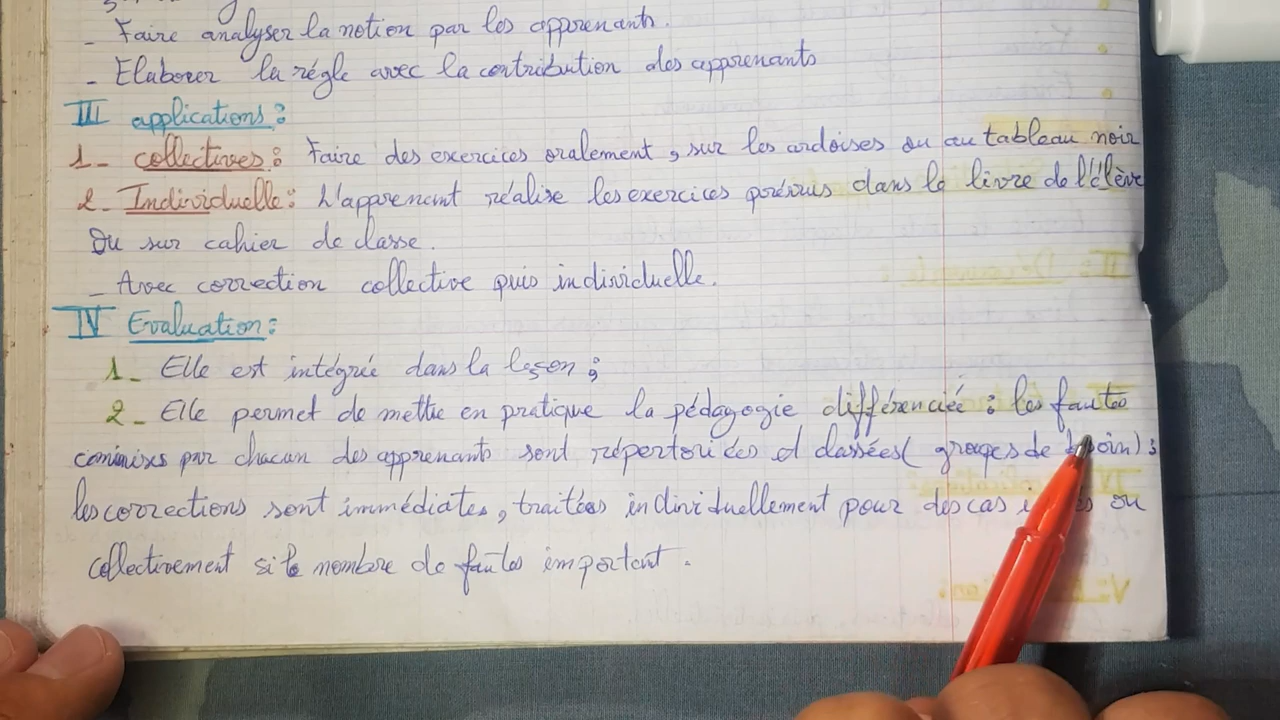 - Faire analyser la notion par les apprenants.
- Elaborer la régle avec la contribution des apprenants
III applications :
1- collectives : Faire des exercices oralement, sur les ardoises ou au tableau noir
2- Individuelle : L'apprenant réalise les exercices prévus dans le livre de l'élève
Ou sur cahier de classe.
- Avec correction collective puis individuelle.
IV Evaluation :
1- Elle est intégrée dans la leçon ;
2- Elle permet de mettre en pratique la pédagogie différenciée : les fautes
commises par chacun des apprenants sont répertoriées et classées ( groupes de besoin) ;
les corrections sont immédiates, traitées individuellement pour des cas ou
collectivement si le nombre de fautes important.